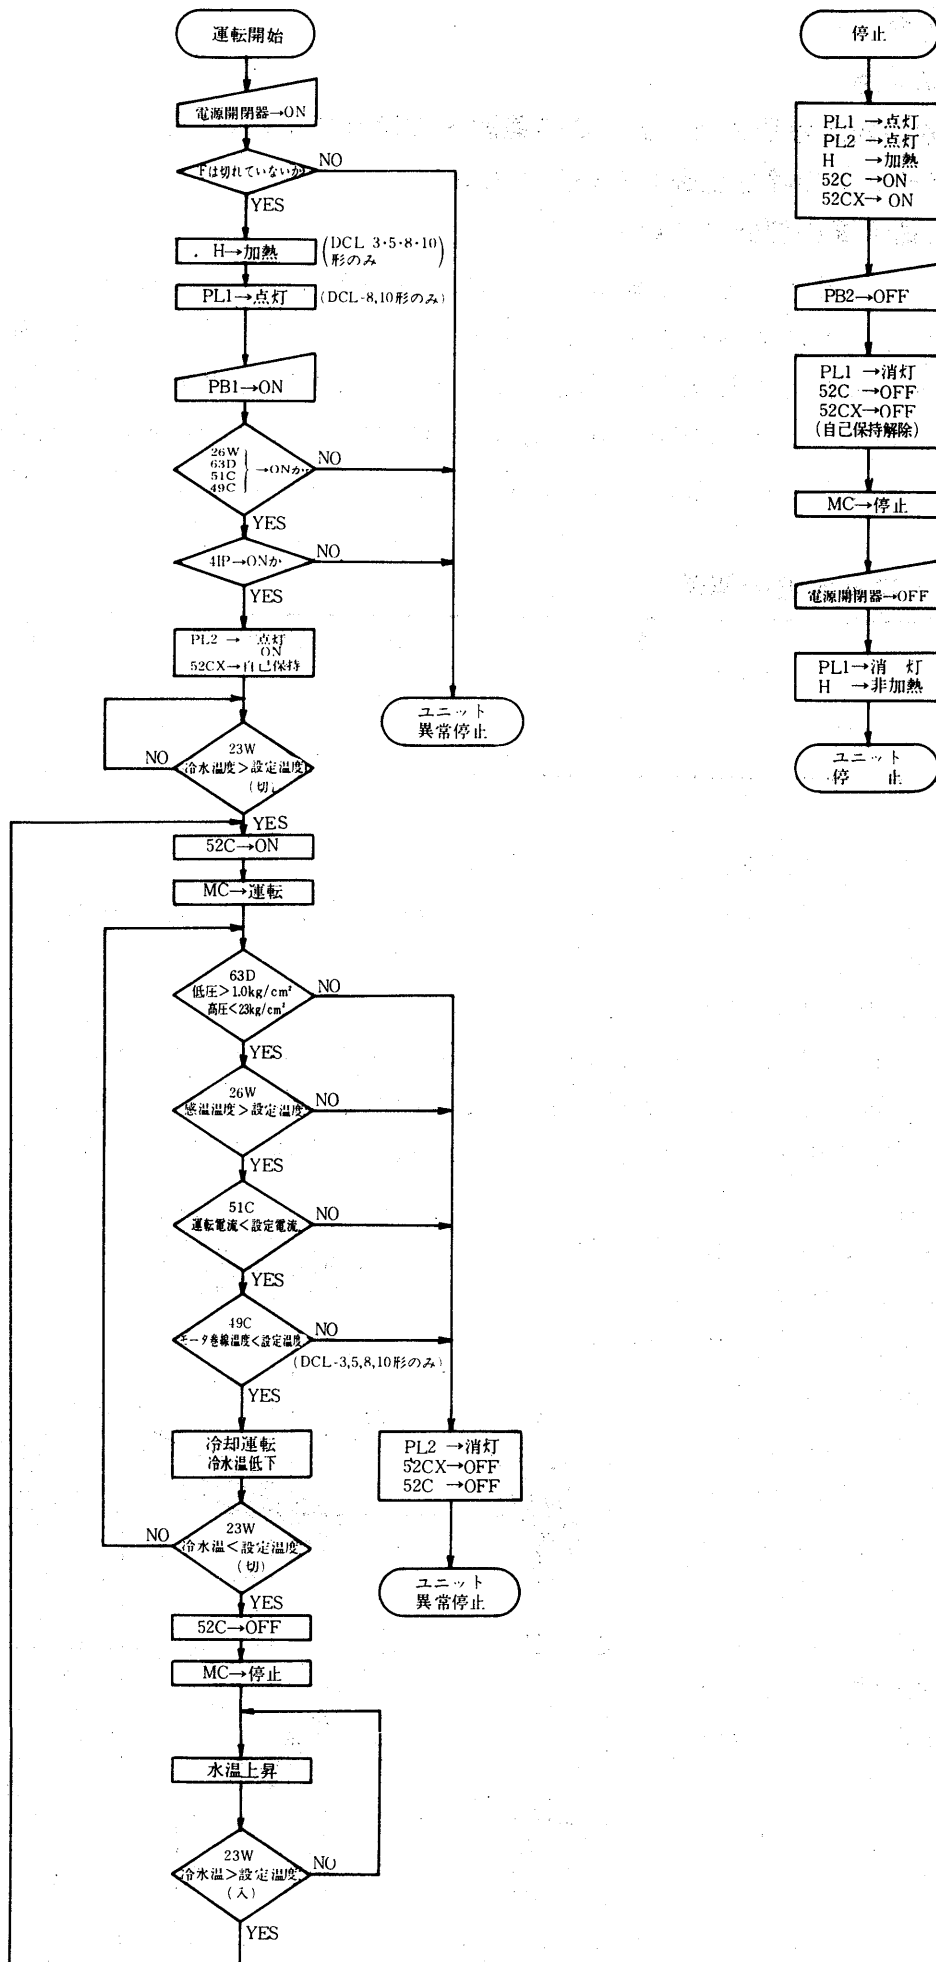 運転開始
電源開閉器→ON
Fは切れていないか
NO
YES
H→加熱
(DCL 3・5・8・10
形のみ)
PL1→点灯
(DCL-8,10形のみ)
PB1→ON
26W
63D
51C
49C
→ONか
NO
YES
41P→ONか
NO
YES
PL2 → 点灯
ON
52CX→自己保持
ユニット
異常停止
23W
冷水温度>設定温度
(切)
NO
YES
52C→ON
MC→運転
63D
低圧>1.0kg/cm²
高圧<23kg/cm²
NO
YES
26W
感温温度>設定温度
NO
YES
51C
運転電流<設定電流
NO
YES
49C
モータ巻線温度<設定温度
NO
(DCL-3,5,8,10形のみ)
YES
冷却運転
冷水温低下
PL2 →消灯
52CX→OFF
52C →OFF
ユニット
異常停止
23W
冷水温<設定温度
(切)
NO
YES
52C→OFF
MC→停止
水温上昇
23W
冷水温>設定温度
(入)
NO
YES
停止
PL1 →点灯
PL2 →点灯
H →加熱
52C →ON
52CX→ON
PB2→OFF
PL1 →消灯
52C →OFF
52CX→OFF
(自己保持解除)
MC→停止
電源開閉器→OFF
PL1→消 灯
H →非加熱
ユニット
停 止